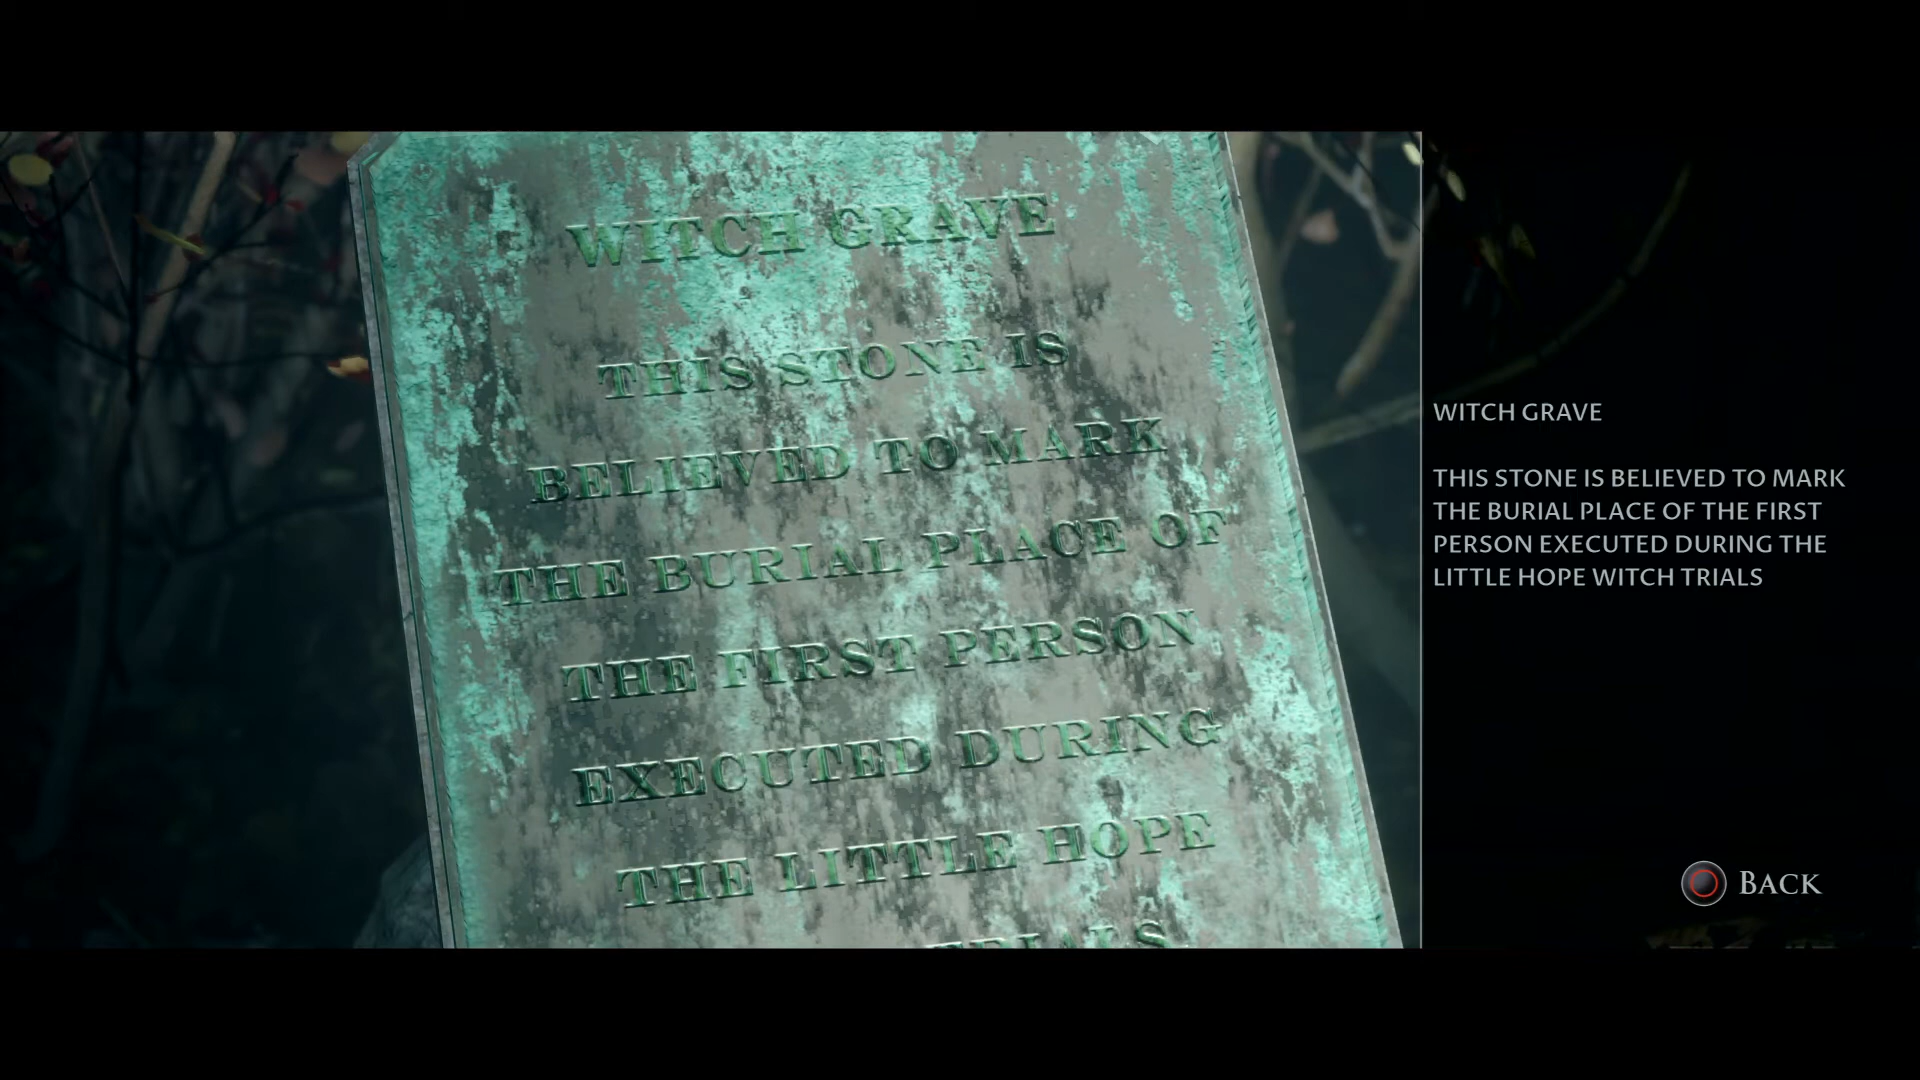 WITCH GRAVE
THIS STONE IS
BELIEVED TO MARK
THE BURIAL PLACE OF
THE FIRST PERSON
EXECUTED DURING
THE LITTLE HOPE
TRIALS
WITCH GRAVE
THIS STONE IS BELIEVED TO MARK
THE BURIAL PLACE OF THE FIRST
PERSON EXECUTED DURING THE
LITTLE HOPE WITCH TRIALS
BACK